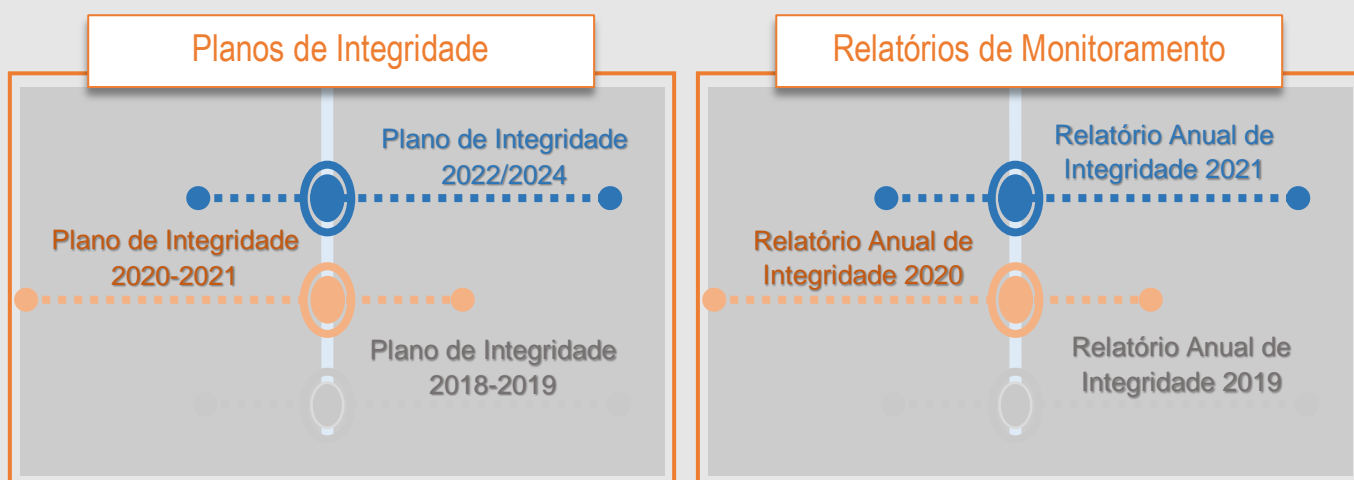 Planos de Integridade
Plano de Integridade
2022/2024
Plano de Integridade
2020-2021
Plano de Integridade
2018-2019
Relatórios de Monitoramento
Relatório Anual de
Integridade 2021
Relatório Anual de
Integridade 2020
Relatório Anual de
Integridade 2019